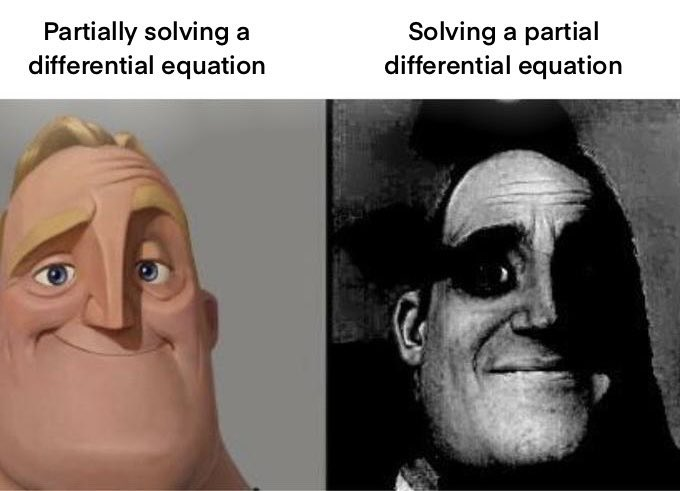 Partially solving a
differential equation
Solving a partial
differential equation